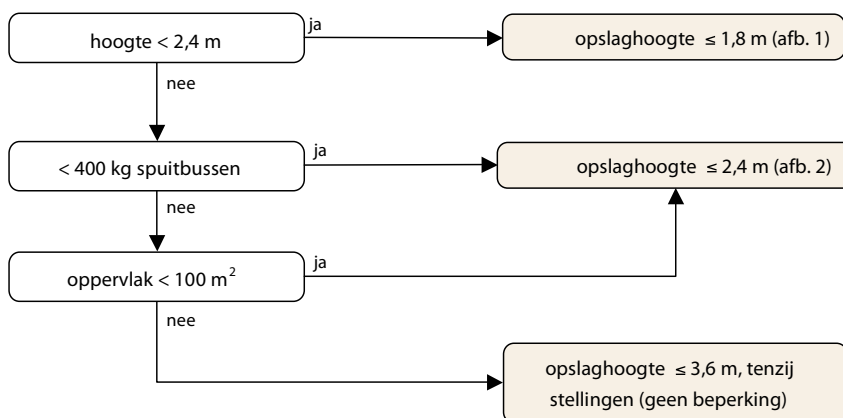 hoogte < 2,4 m
ja
opslaghoogte ≤ 1,8 m (afb. 1)
nee
< 400 kg spuitbussen
ja
opslaghoogte ≤ 2,4 m (afb. 2)
nee
oppervlak < 100 m²
ja
nee
opslaghoogte ≤ 3,6 m, tenzij
stellingen (geen beperking)